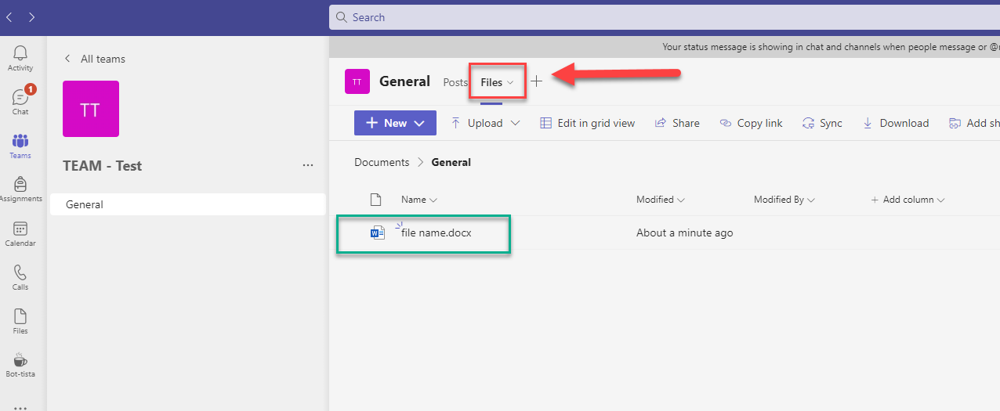 Search
Activity
1
Chat
Teams
Assignments
Calendar
Calls
Files
Bot-tista
All teams
TT
TEAM - Test
General
Your status message is showing in chat and channels when people message or @
TT
General Posts Files
New Upload Edit in grid view Share Copy link Sync Download Add sh
Documents General
Name Modified Modified By Add column
file name.docx About a minute ago